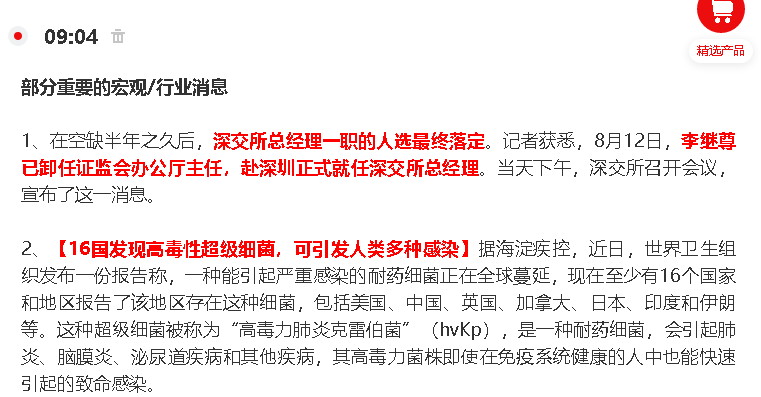 精选产品
09:04
部分重要的宏观/行业消息
1、在空缺半年之久后，深交所总经理一职的人选最终落定。记者获悉，8月12日，李继尊
已卸任证监会办公厅主任，赴深圳正式就任深交所总经理。当天下午，深交所召开会议，
宣布了这一消息。
2、【16国发现高毒性超级细菌，可引发人类多种感染】据海淀疾控，近日，世界卫生组
织发布一份报告称，一种能引起严重感染的耐药细菌正在全球蔓延，现在至少有16个国家
和地区报告了该地区存在这种细菌，包括美国、中国、英国、加拿大、日本、印度和伊朗
等。这种超级细菌被称为“高毒力肺炎克雷伯菌”（hvKp），是一种耐药细菌，会引起肺
炎、脑膜炎、泌尿道疾病和其他疾病，其高毒力菌株即使在免疫系统健康的人中也能快速
引起的致命感染。